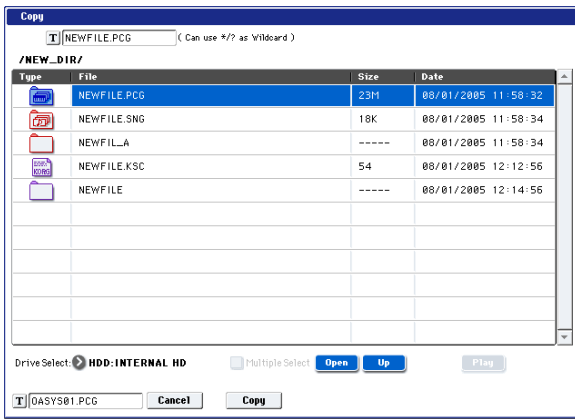 Copy
T NEWFILE.PCG ( Can use */? as Wildcard )
/NEW_DIR/
Type File Size Date
NEWFILE.PCG 23M 08/01/2005 11:58:32
NEWFILE.SNG 18K 08/01/2005 11:58:34
NEWFIL_A ----- 08/01/2005 11:58:34
KORG NEWFILE.KSC 54 08/01/2005 12:12:56
NEWFILE ----- 08/01/2005 12:14:56
Drive Select: HDD:INTERNAL HD Multiple Select Open Up Play
T OASYS01.PCG Cancel Copy